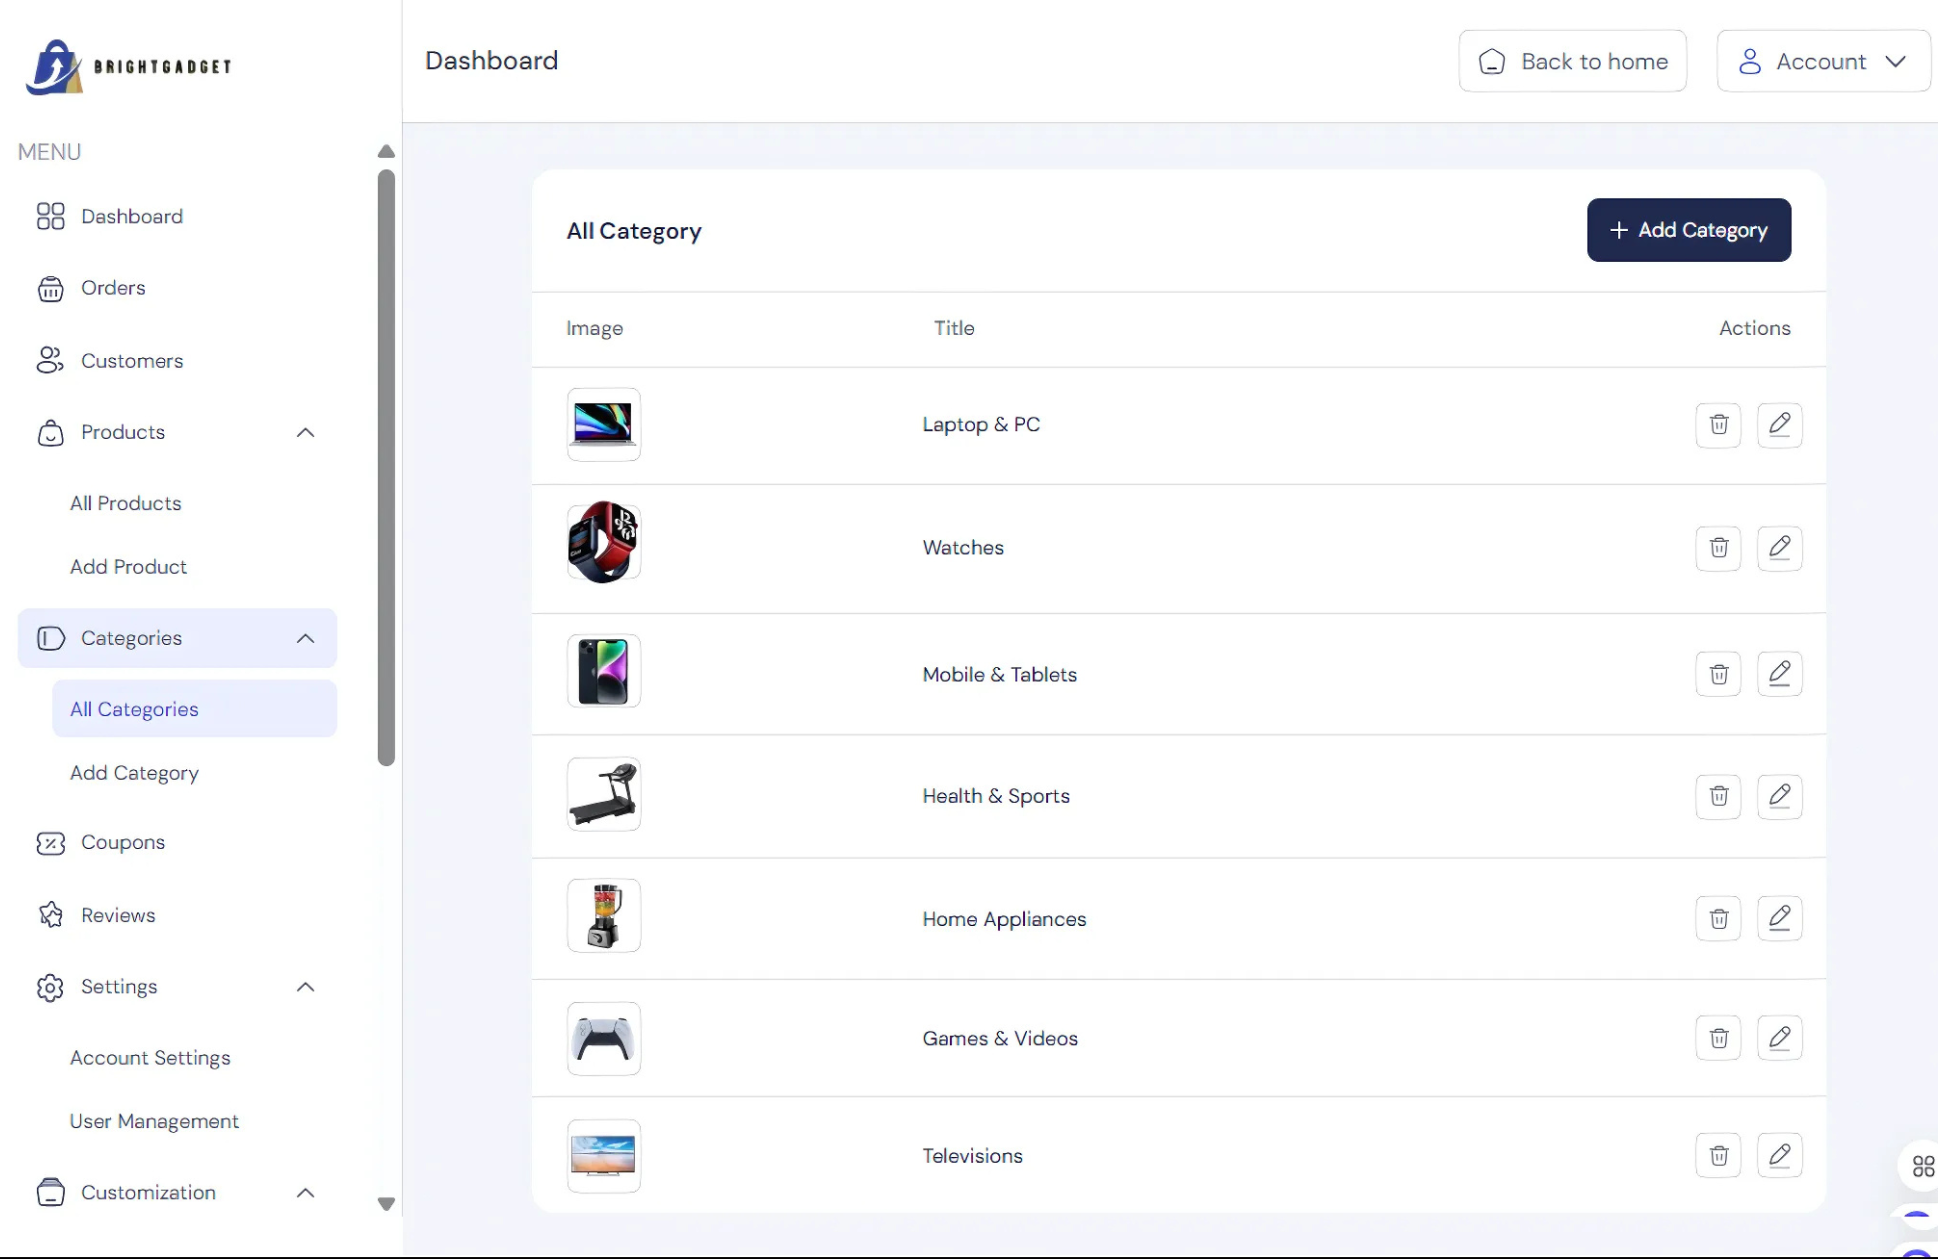 BRIGHTGADGET
Dashboard
Back to home
Account
MENU
Dashboard
Orders
Customers
Products
All Products
Add Product
Categories
All Categories
Add Category
Coupons
Reviews
Settings
Account Settings
User Management
Customization
All Category
+ Add Category
Image Title Actions
Laptop & PC
Watches
Mobile & Tablets
Health & Sports
Home Appliances
Games & Videos
Televisions